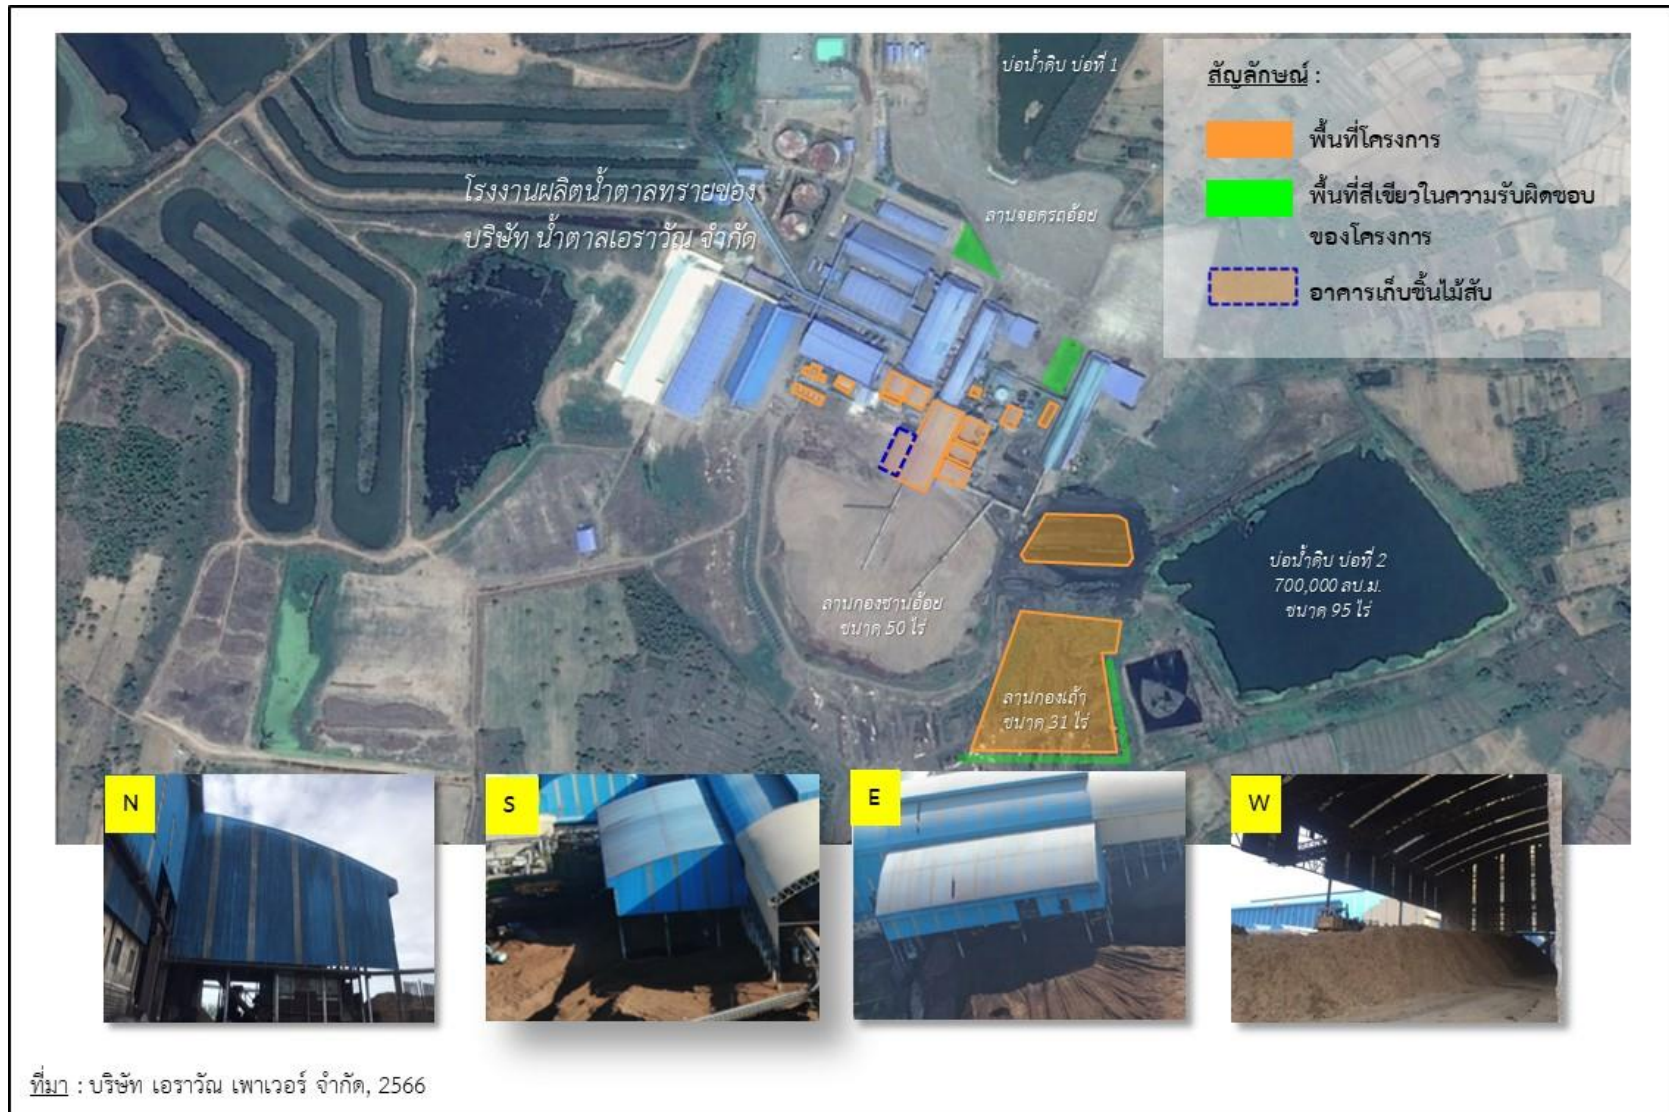 บ่อน้ำดิบ บ่อที่ 1
สัญลักษณ์ :
พื้นที่โครงการ
พื้นที่สีเขียวในความรับผิดชอบ
ของโครงการ
อาคารเก็บชิ้นไม้สับ
โรงงานผลิตน้ำตาลทรายของ
บริษัท น้ำตาลเอราวัณ จำกัด
ลานจอดรถอ้อย
บ่อน้ำดิบ บ่อที่ 2
700,000 ลบ.ม.
ขนาด 95 ไร่
ลานกองชานอ้อย
ขนาด 50 ไร่
ลานกองเถ้า
ขนาด 31 ไร่
N
S
E
W
ที่มา : บริษัท เอราวัณ เพาเวอร์ จำกัด, 2566